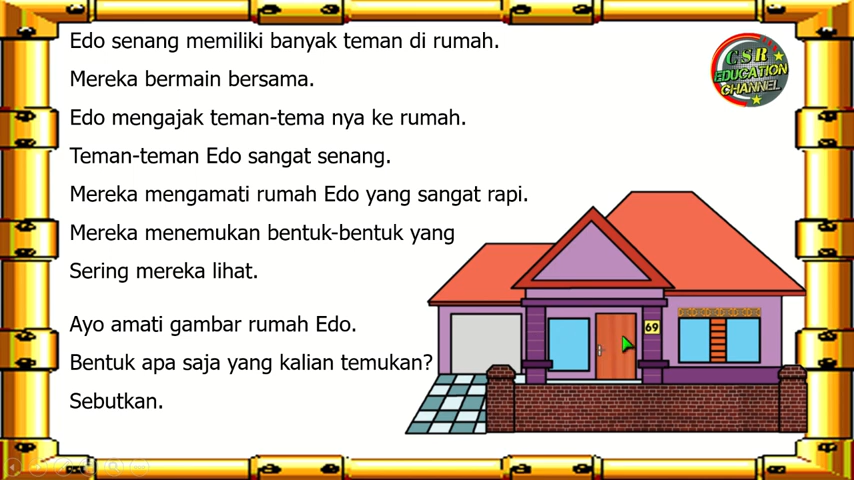 Edo senang memiliki banyak teman di rumah.
Mereka bermain bersama.
Edo mengajak teman-tema nya ke rumah.
Teman-teman Edo sangat senang.
Mereka mengamati rumah Edo yang sangat rapi.
Mereka menemukan bentuk-bentuk yang
Sering mereka lihat.
Ayo amati gambar rumah Edo.
Bentuk apa saja yang kalian temukan?
Sebutkan.
CSR
EDUCATION
CHANNEL
69